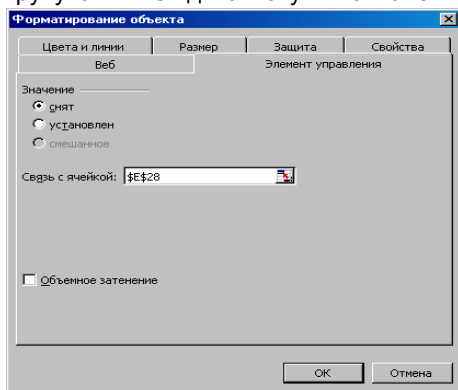 Форматирование объекта
Цвета и линии Размер Защита Свойства
Веб Элемент управления
Значение
снят
установлен
смешанное
Связь с ячейкой: $E$28
Объемное затенение
OK Отмена